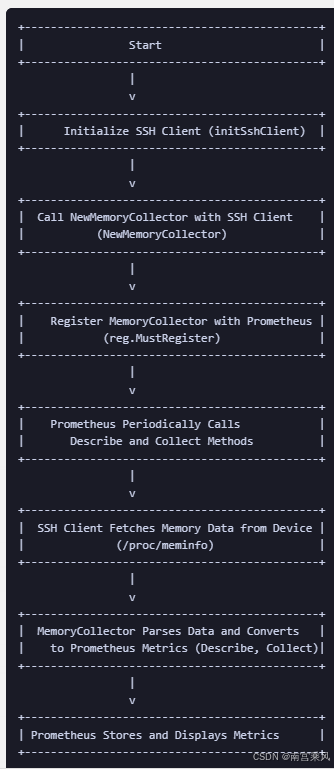 Start
Initialize SSH Client (initSshClient)
Call NewMemoryCollector with SSH Client
(NewMemoryCollector)
Register MemoryCollector with Prometheus
(reg.MustRegister)
Prometheus Periodically Calls
Describe and Collect Methods
SSH Client Fetches Memory Data from Device
(/proc/meminfo)
MemoryCollector Parses Data and Converts
to Prometheus Metrics (Describe, Collect)
Prometheus Stores and Displays Metrics
CSDN @南宫乘风